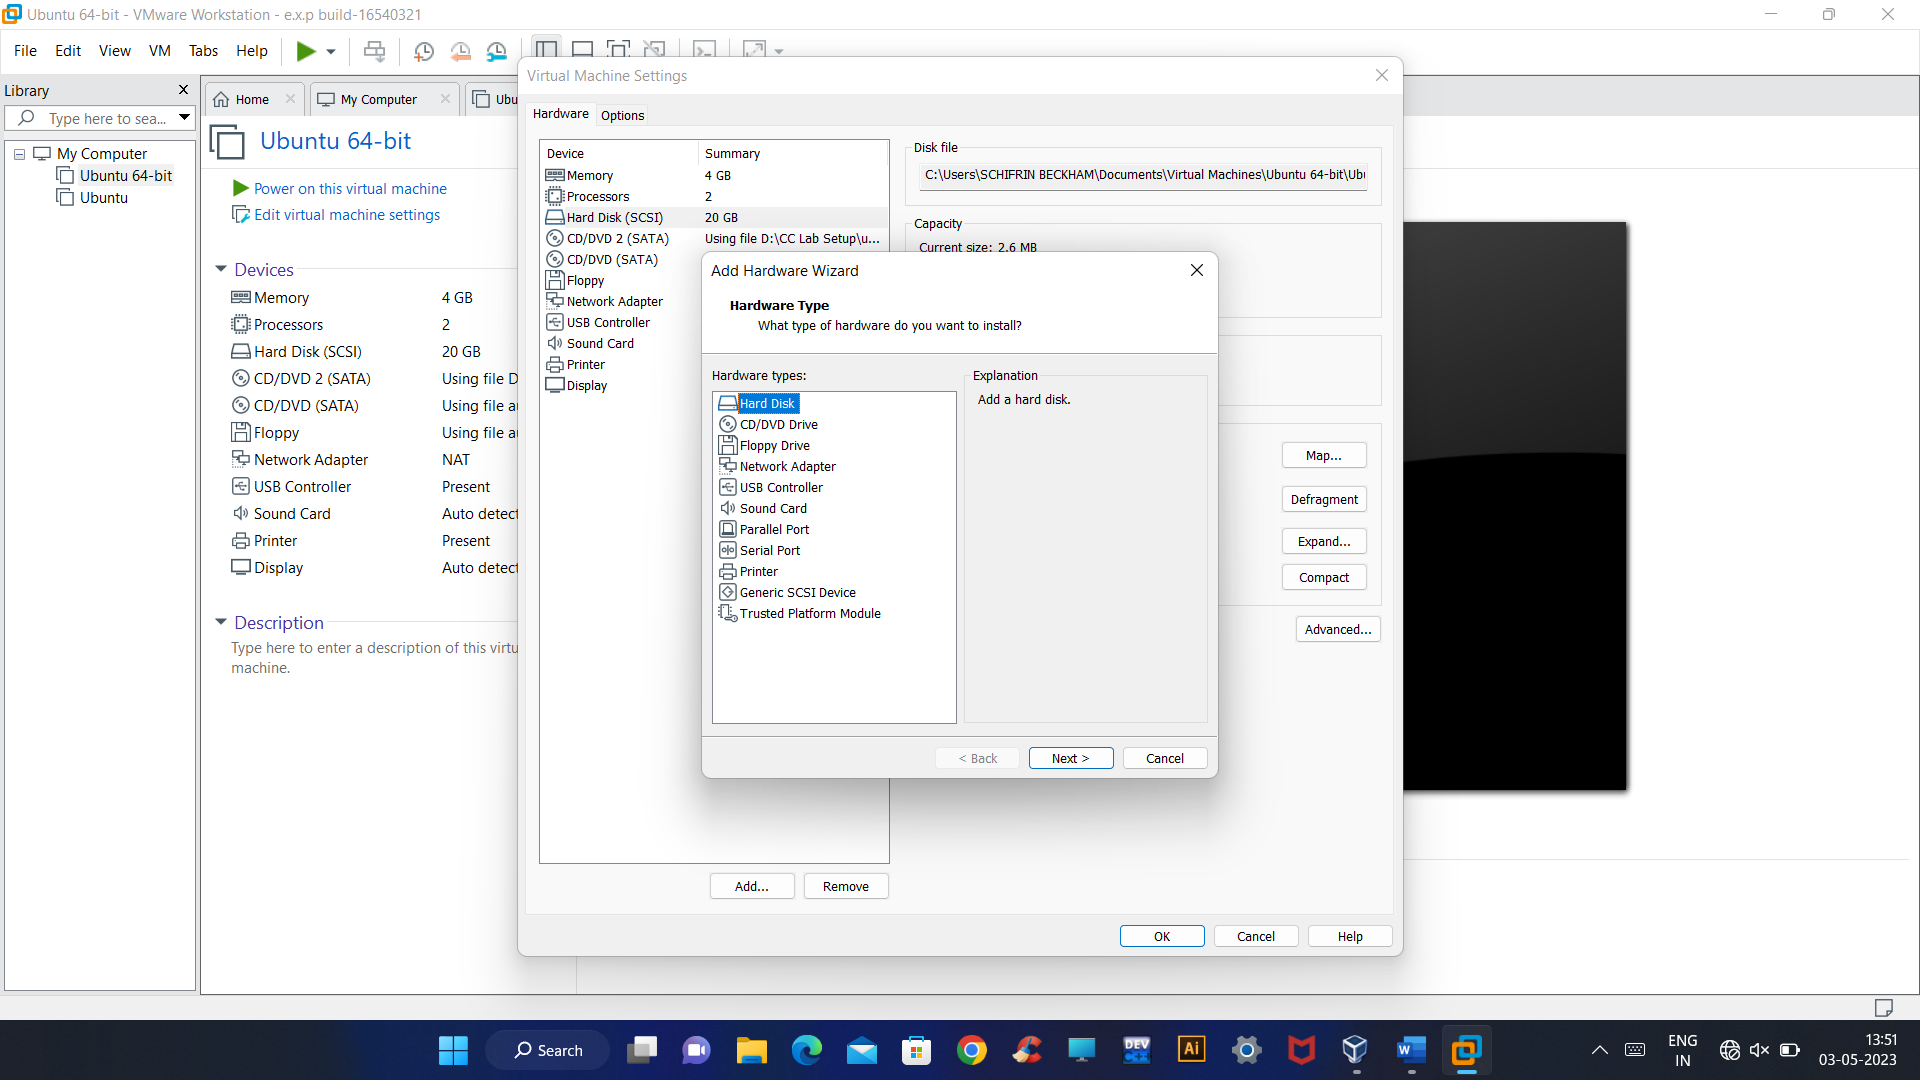 Ubuntu 64-bit - VMware Workstation - e.x.p build-16540321
File Edit View VM Tabs Help
Library
Type here to sea...
My Computer
Ubuntu 64-bit
Ubuntu
Home
My Computer
Ubu
Ubuntu 64-bit
Power on this virtual machine
Edit virtual machine settings
Devices
Memory 4 GB
Processors 2
Hard Disk (SCSI) 20 GB
CD/DVD 2 (SATA) Using file D
CD/DVD (SATA) Using file au
Floppy Using file au
Network Adapter NAT
USB Controller Present
Sound Card Auto detect
Printer Present
Display Auto detect
Description
Type here to enter a description of this virtu
machine.
Virtual Machine Settings
Hardware Options
Device Summary
Memory 4 GB
Processors 2
Hard Disk (SCSI) 20 GB
CD/DVD 2 (SATA) Using file D:\CC Lab Setup\u...
CD/DVD (SATA)
Floppy
Network Adapter
USB Controller
Sound Card
Printer
Display
Add... Remove
Disk file
C:\Users\SCHIFRIN BECKHAM\Documents\Virtual Machines\Ubuntu 64-bit\Ubu
Capacity
Current size: 2.6 MB
Map...
Defragment
Expand...
Compact
Advanced...
OK Cancel Help
Add Hardware Wizard
Hardware Type
What type of hardware do you want to install?
Hardware types:
Hard Disk
CD/DVD Drive
Floppy Drive
Network Adapter
USB Controller
Sound Card
Parallel Port
Serial Port
Printer
Generic SCSI Device
Trusted Platform Module
Explanation
Add a hard disk.
< Back Next > Cancel
Search
DEV
C++
Ai
W
ENG
IN
13:51
03-05-2023